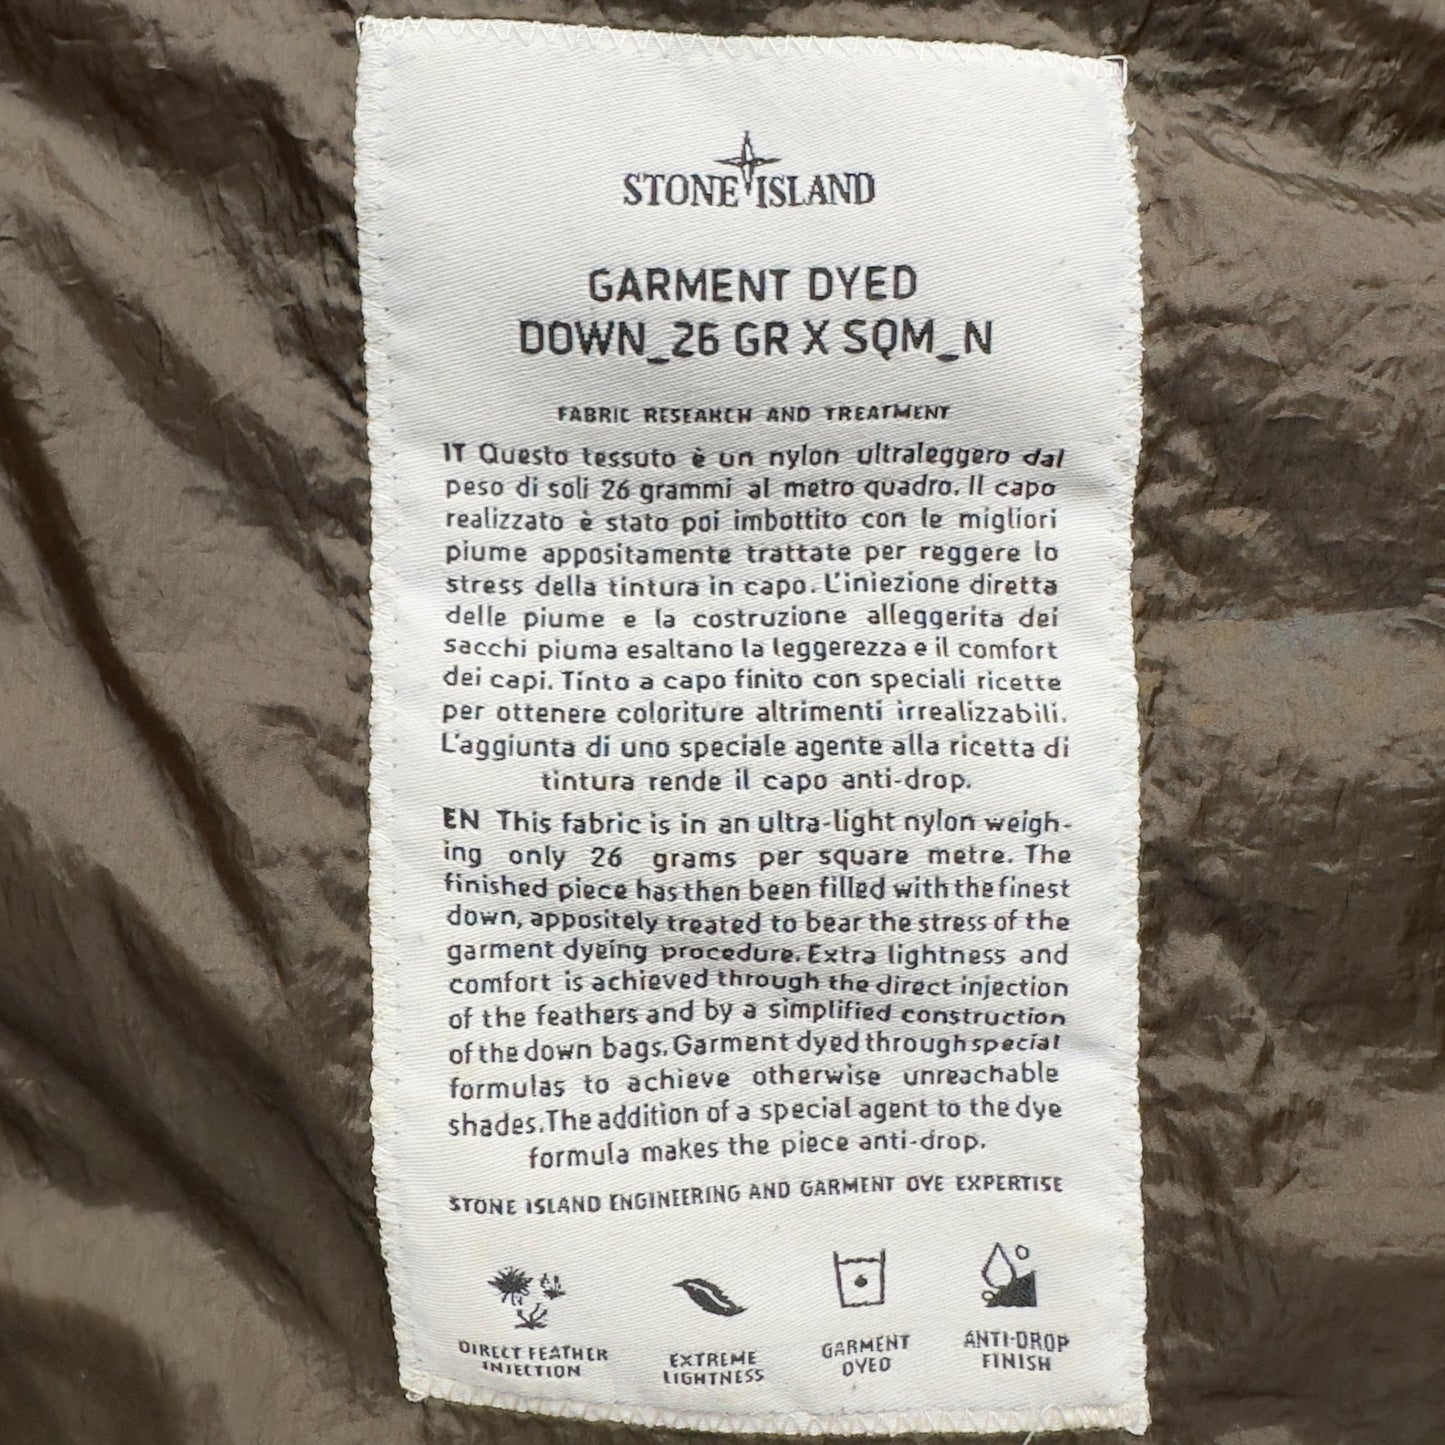 STONE ISLAND
GARMENT DYED
DOWN_26 GR X SQM_N
FABRIC RESEARCH AND TREATMENT
IT Questo tessuto è un nylon ultraleggero dal
peso di soli 26 grammi al metro quadro. Il capo
realizzato è stato poi imbottito con le migliori
piume appositamente trattate per reggere lo
stress della tintura in capo. L'iniezione diretta
delle piume e la costruzione alleggerita dei
sacchi piuma esaltano la leggerezza e il comfort
dei capi. Tinto a capo finito con speciali ricette
per ottenere coloriture altrimenti irrealizzabili.
L'aggiunta di uno speciale agente alla ricetta di
tintura rende il capo anti-drop.
EN This fabric is in an ultra-light nylon weigh-
ing only 26 grams per square metre. The
finished piece has then been filled with the finest
down, appositely treated to bear the stress of the
garment dyeing procedure. Extra lightness and
comfort is achieved through the direct injection
of the feathers and by a simplified construction
of the down bags. Garment dyed through special
formulas to achieve otherwise unreachable
shades. The addition of a special agent to the dye
formula makes the piece anti-drop.
STONE ISLAND ENGINEERING AND GARMENT DYE EXPERTISE
DIRECT FEATHER
INJECTION
EXTREME
LIGHTNESS
GARMENT
DYED
ANTI-DROP
FINISH